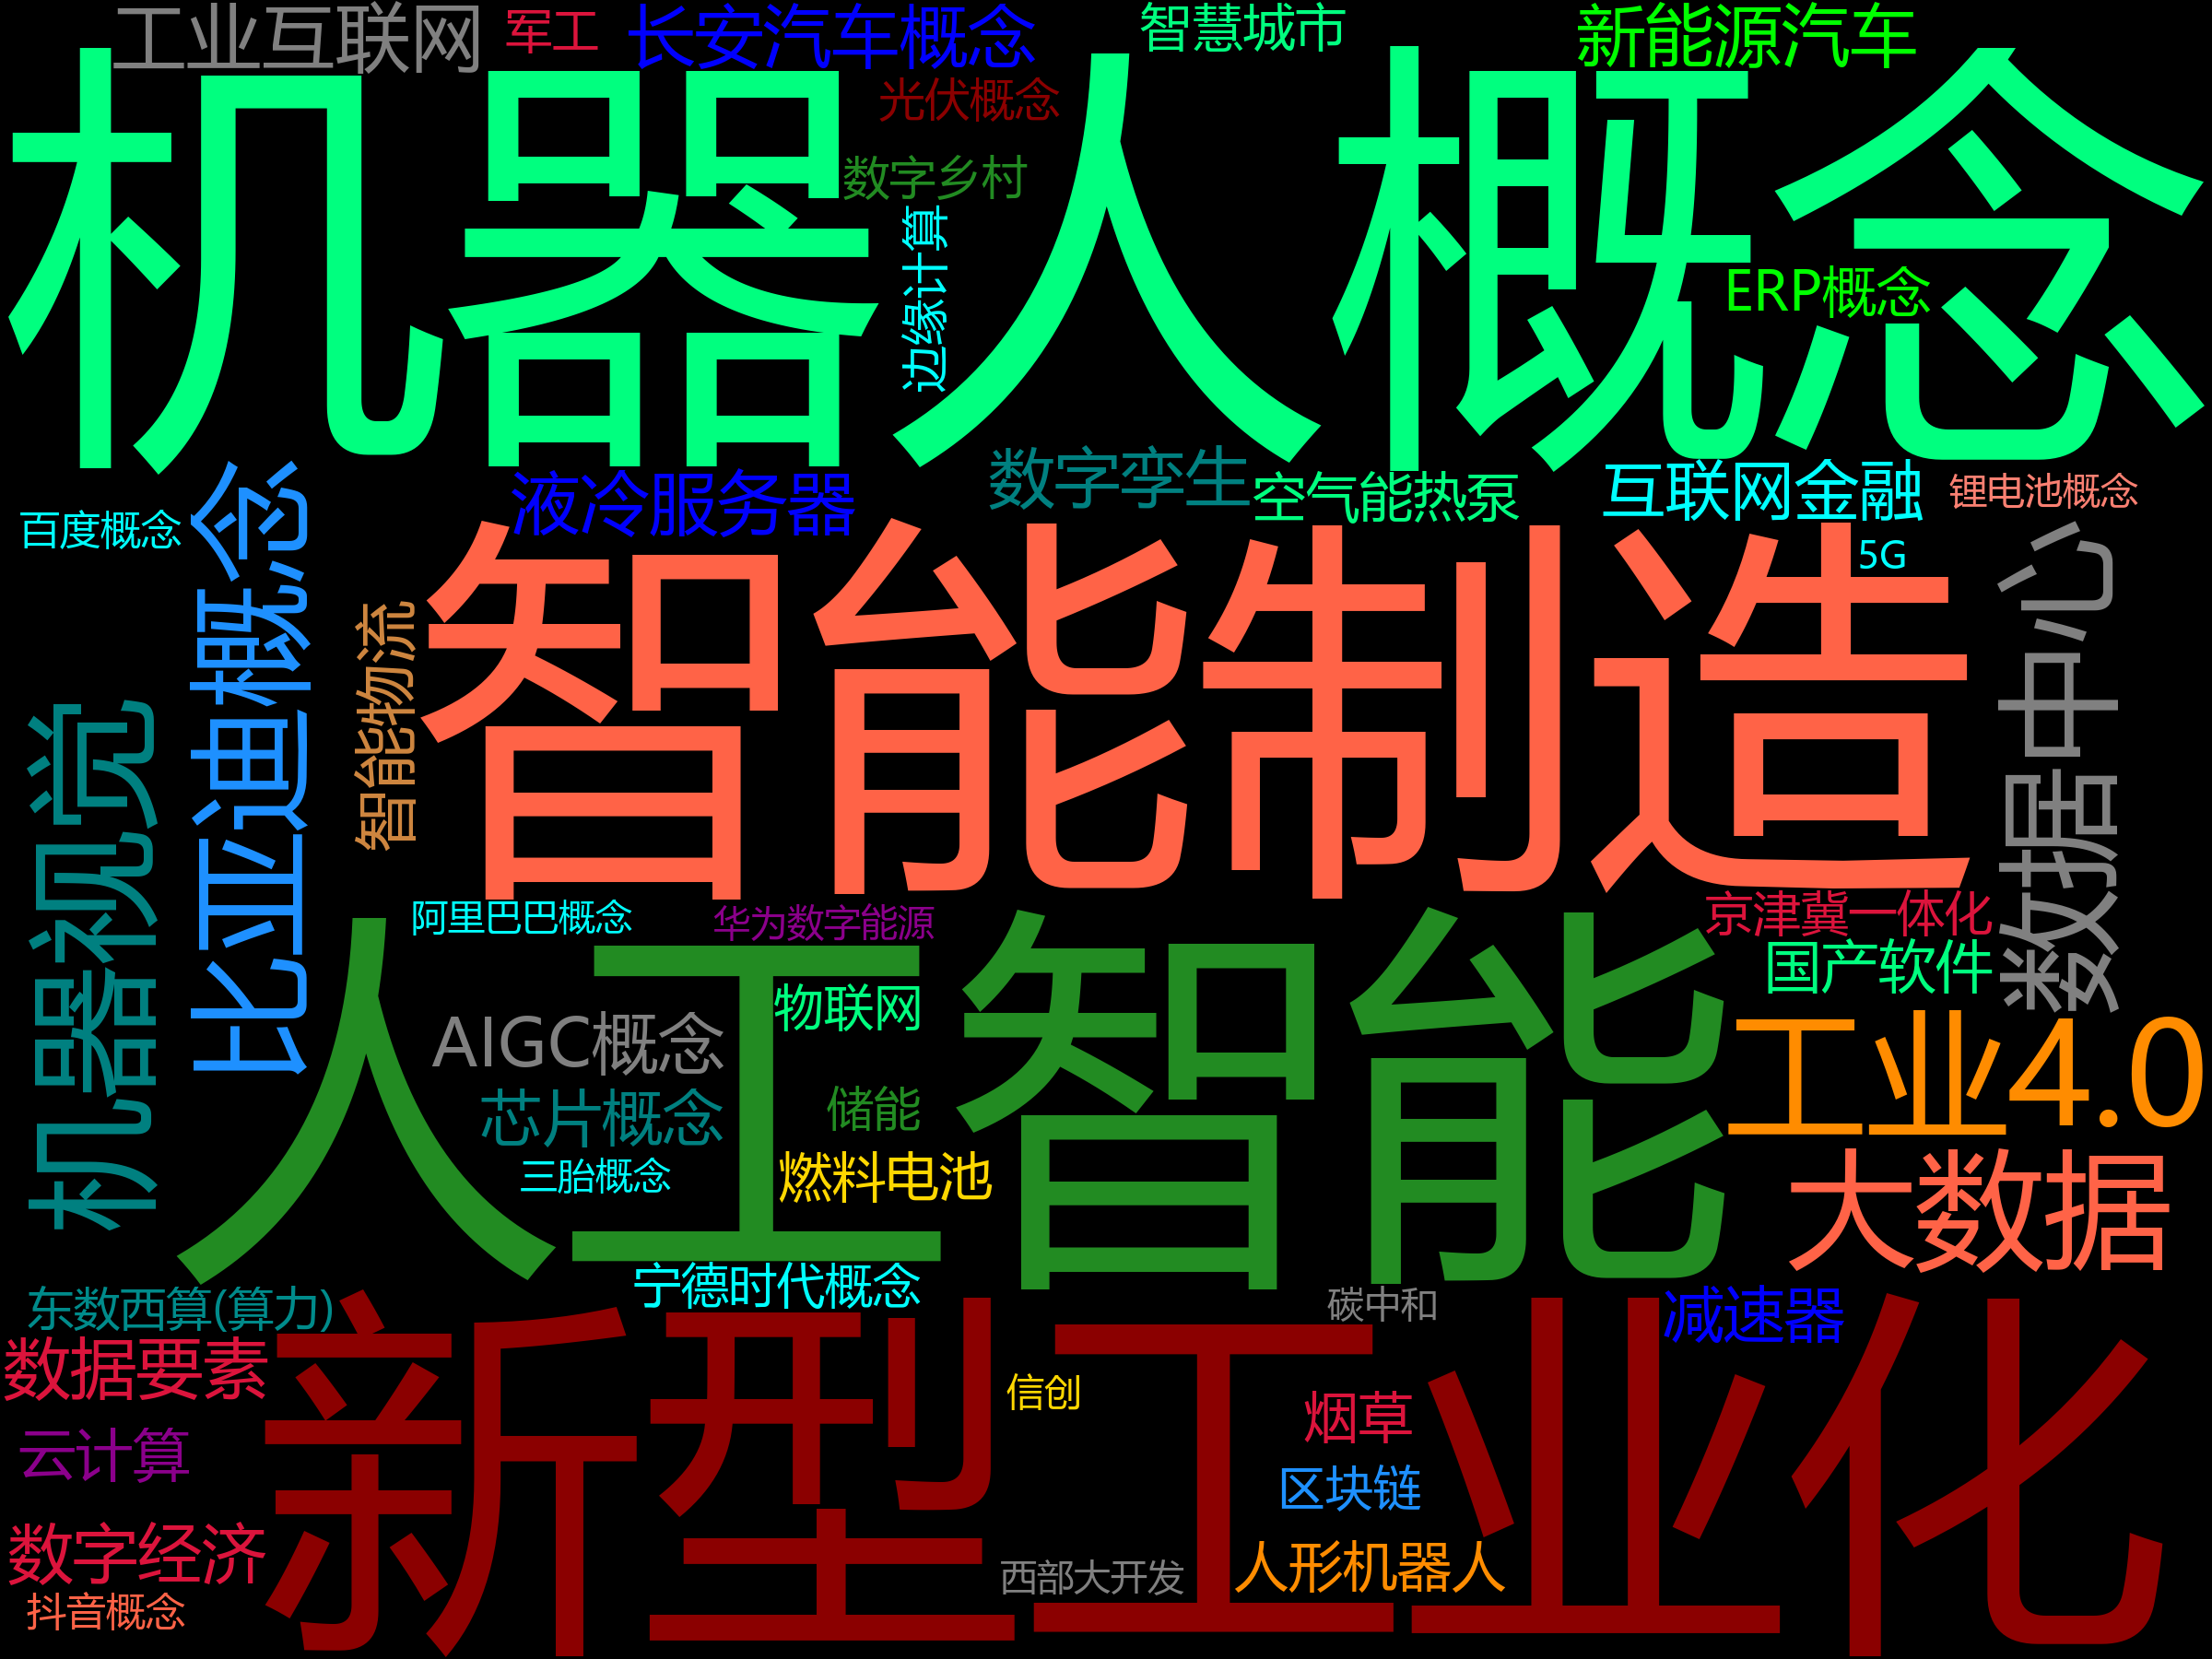 工业互联网
军工
长安汽车概念
智慧城市
新能源汽车
机器人概念
光伏概念
数字乡村
边缘计算
ERP概念
液冷服务器
数字孪生
空气能热泵
互联网金融
锂电池概念
百度概念
比亚迪概念
智能制造
5G
智能物流
数据中心
机器视觉
阿里巴巴概念
华为数字能源
京津冀一体化
人工智能
国产软件
物联网
AIGC概念
工业4.0
芯片概念
储能
三胎概念
燃料电池
大数据
宁德时代概念
东数西算(算力)
碳中和
减速器
新型工业化
数据要素
信创
烟草
云计算
区块链
数字经济
人形机器人
西部大开发
抖音概念